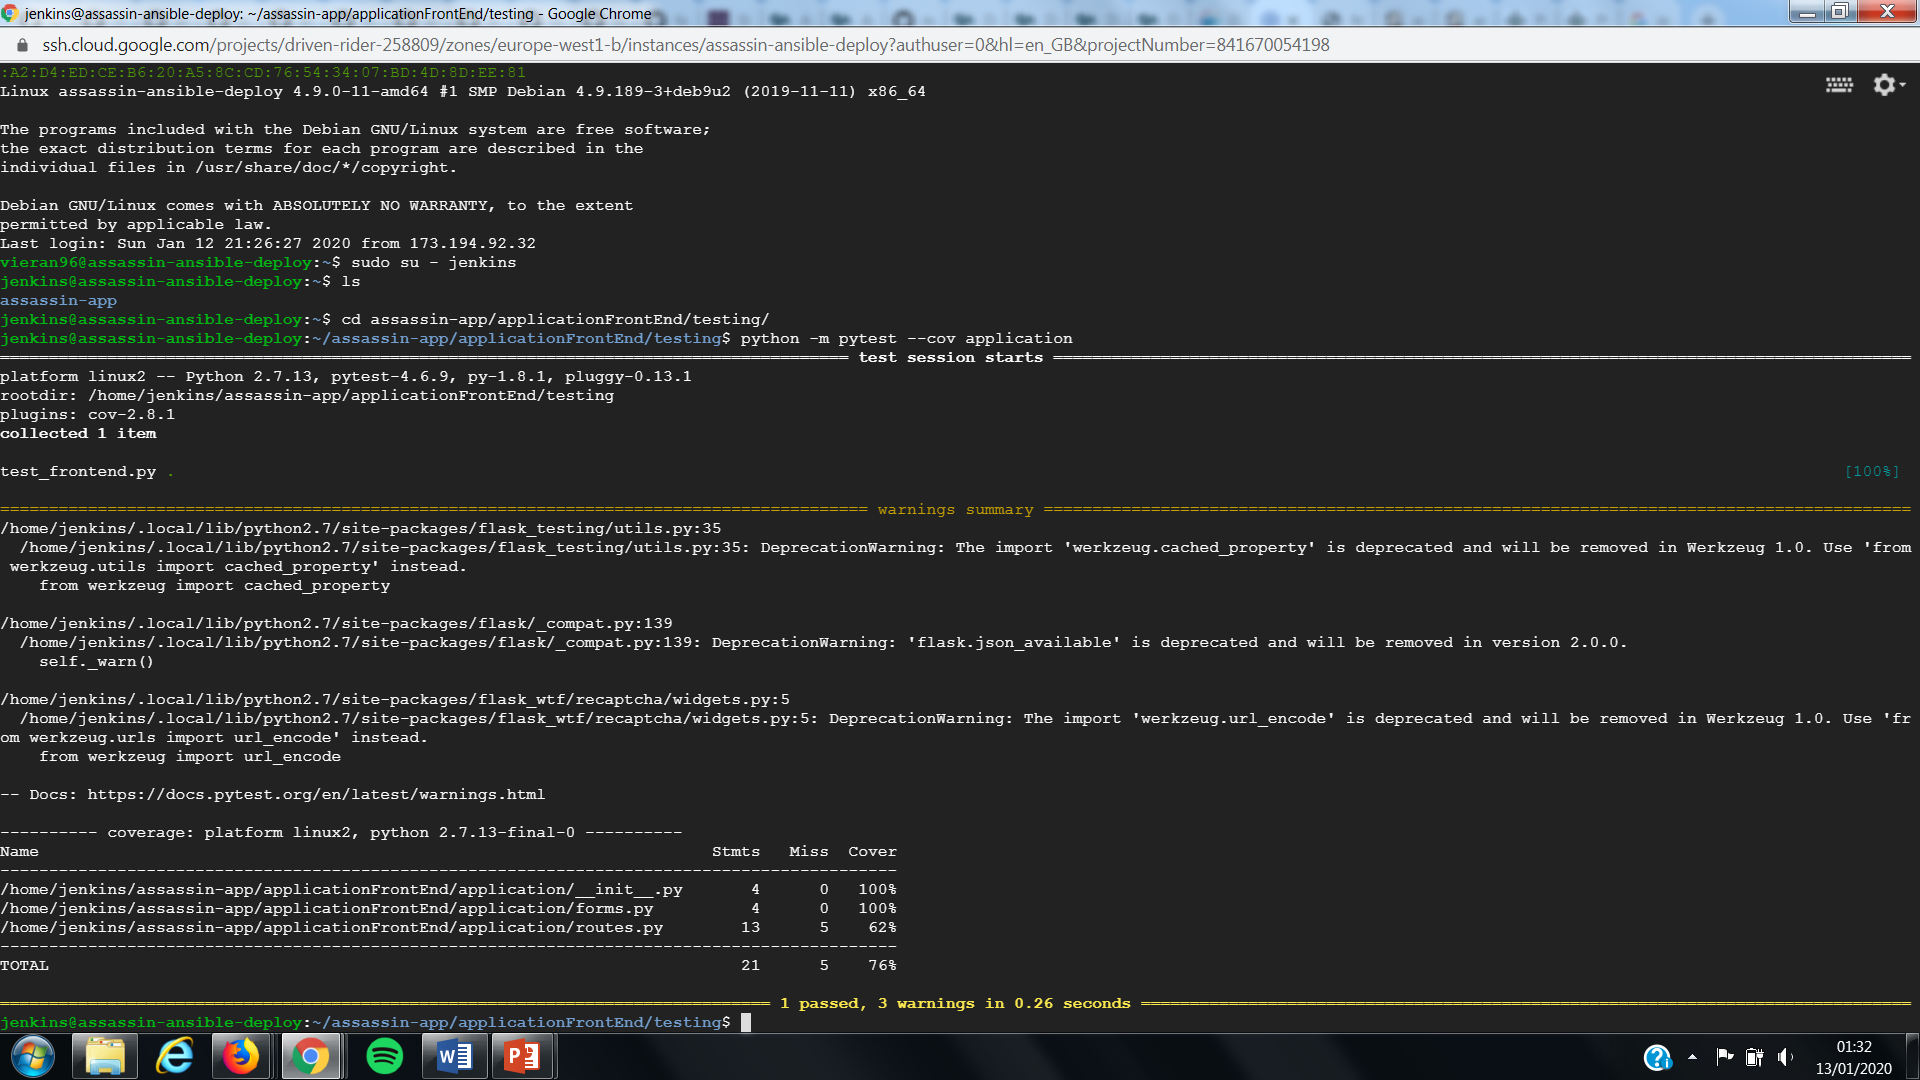 jenkins@assassin-ansible-deploy: ~/assassin-app/applicationFrontEnd/testing - Google Chrome
ssh.cloud.google.com/projects/driven-rider-258809/zones/europe-west1-b/instances/assassin-ansible-deploy?authuser=0&hl=en_GB&projectNumber=841670054198
:A2:D4:ED:CE:B6:20:A5:8C:CD:76:54:34:07:BD:4D:8D:EE:81
Linux assassin-ansible-deploy 4.9.0-11-amd64 #1 SMP Debian 4.9.189-3+deb9u2 (2019-11-11) x86_64
The programs included with the Debian GNU/Linux system are free software;
the exact distribution terms for each program are described in the
individual files in /usr/share/doc/*/copyright.
Debian GNU/Linux comes with ABSOLUTELY NO WARRANTY, to the extent
permitted by applicable law.
Last login: Sun Jan 12 21:26:27 2020 from 173.194.92.32
vieran96@assassin-ansible-deploy:~$ sudo su - jenkins
jenkins@assassin-ansible-deploy:~$ ls
assassin-app
jenkins@assassin-ansible-deploy:~$ cd assassin-app/applicationFrontEnd/testing/
jenkins@assassin-ansible-deploy:~/assassin-app/applicationFrontEnd/testing$ python -m pytest --cov application
test session starts
platform linux2 -- Python 2.7.13, pytest-4.6.9, py-1.8.1, pluggy-0.13.1
rootdir: /home/jenkins/assassin-app/applicationFrontEnd/testing
plugins: cov-2.8.1
collected 1 item
test_frontend.py . [100%]
warnings summary
/home/jenkins/.local/lib/python2.7/site-packages/flask_testing/utils.py:35
/home/jenkins/.local/lib/python2.7/site-packages/flask_testing/utils.py:35: DeprecationWarning: The import 'werkzeug.cached_property' is deprecated and will be removed in Werkzeug 1.0. Use 'from
werkzeug.utils import cached_property' instead.
from werkzeug import cached_property
/home/jenkins/.local/lib/python2.7/site-packages/flask/_compat.py:139
/home/jenkins/.local/lib/python2.7/site-packages/flask/_compat.py:139: DeprecationWarning: 'flask.json_available' is deprecated and will be removed in version 2.0.0.
self._warn()
/home/jenkins/.local/lib/python2.7/site-packages/flask_wtf/recaptcha/widgets.py:5
/home/jenkins/.local/lib/python2.7/site-packages/flask_wtf/recaptcha/widgets.py:5: DeprecationWarning: The import 'werkzeug.url_encode' is deprecated and will be removed in Werkzeug 1.0. Use 'fr
om werkzeug.urls import url_encode' instead.
from werkzeug import url_encode
-- Docs: https://docs.pytest.org/en/latest/warnings.html
---------- coverage: platform linux2, python 2.7.13-final-0 ----------
Name Stmts Miss Cover
/home/jenkins/assassin-app/applicationFrontEnd/application/__init__.py 4 0 100%
/home/jenkins/assassin-app/applicationFrontEnd/application/forms.py 4 0 100%
/home/jenkins/assassin-app/applicationFrontEnd/application/routes.py 13 5 62%
TOTAL 21 5 76%
1 passed, 3 warnings in 0.26 seconds
jenkins@assassin-ansible-deploy:~/assassin-app/applicationFrontEnd/testing$
01:32
13/01/2020